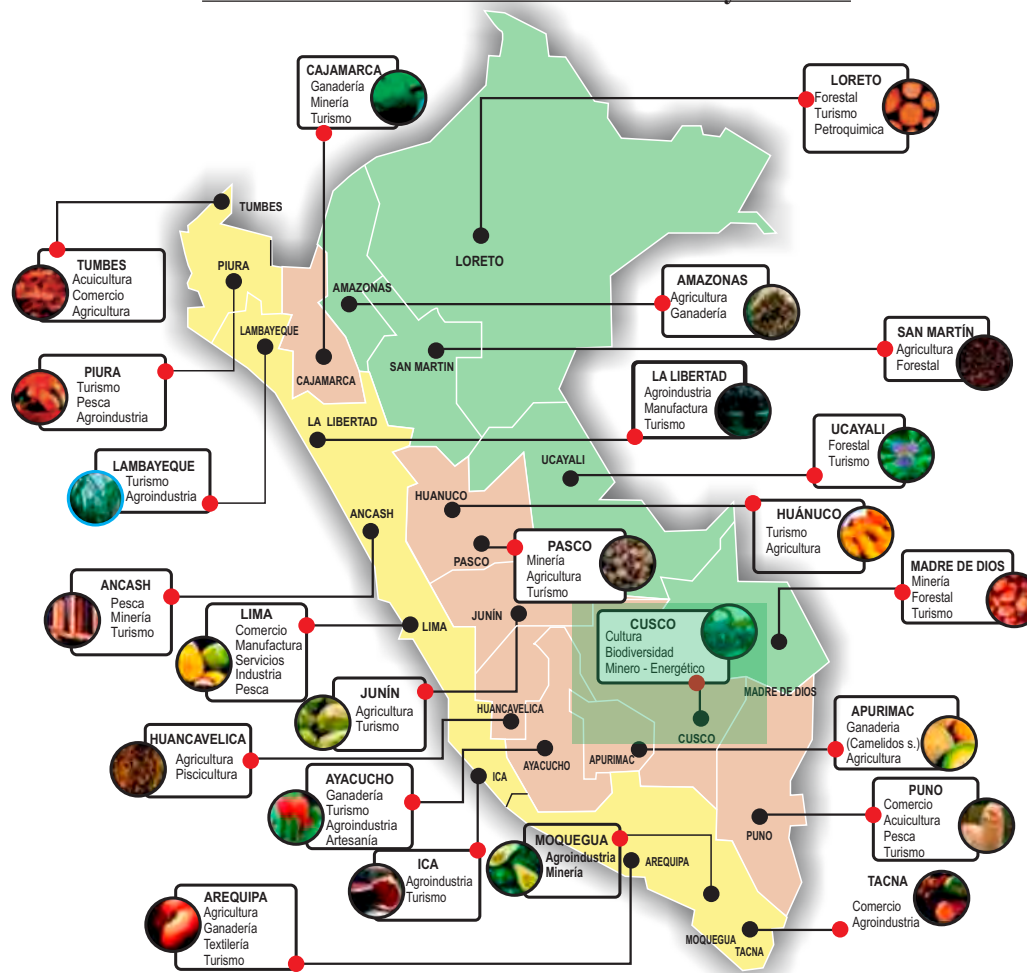 CAJAMARCA
Ganadería
Minería
Turismo
LORETO
Forestal
Turismo
Petroquimica
TUMBES
TUMBES
Acuicultura
Comercio
Agricultura
PIURA
LORETO
AMAZONAS
AMAZONAS
Agricultura
Ganadería
LAMBAYEQUE
SAN MARTIN
SAN MARTÍN
Agricultura
Forestal
PIURA
Turismo
Pesca
Agroindustria
CAJAMARCA
LA LIBERTAD
Agroindustria
Manufactura
Turismo
LA LIBERTAD
UCAYALI
Forestal
Turismo
LAMBAYEQUE
Turismo
Agroindustria
UCAYALI
HUANUCO
HUÁNUCO
Turismo
Agricultura
ANCASH
PASCO
PASCO
Minería
Agricultura
Turísmo
MADRE DE DIOS
Minería
Forestal
Turismo
ANCASH
Pesca
Minería
Turismo
LIMA
Comercio
Manufactura
Servicios
Industria
Pesca
LIMA
JUNÍN
CUSCO
Cultura
Biodiversidad
Minero - Energético
MADRE DE DIOS
JUNÍN
Agricultura
Turismo
HUANCAVELICA
CUSCO
APURIMAC
Ganaderia
(Camelidos s.)
Agricultura
HUANCAVELICA
Agricultura
Piscicultura
AYACUCHO
APURIMAC
ICA
AYACUCHO
Ganadería
Turismo
Agroindustria
Artesanía
PUNO
PUNO
Comercio
Acuicultura
Pesca
Turismo
MOQUEGUA
Agroindustria
Minería
AREQUIPA
ICA
Agroindustria
Turismo
TACNA
Comercio
Agroindustria
AREQUIPA
Agricultura
Ganadería
Textilería
Turismo
MOQUEGUA
TACNA